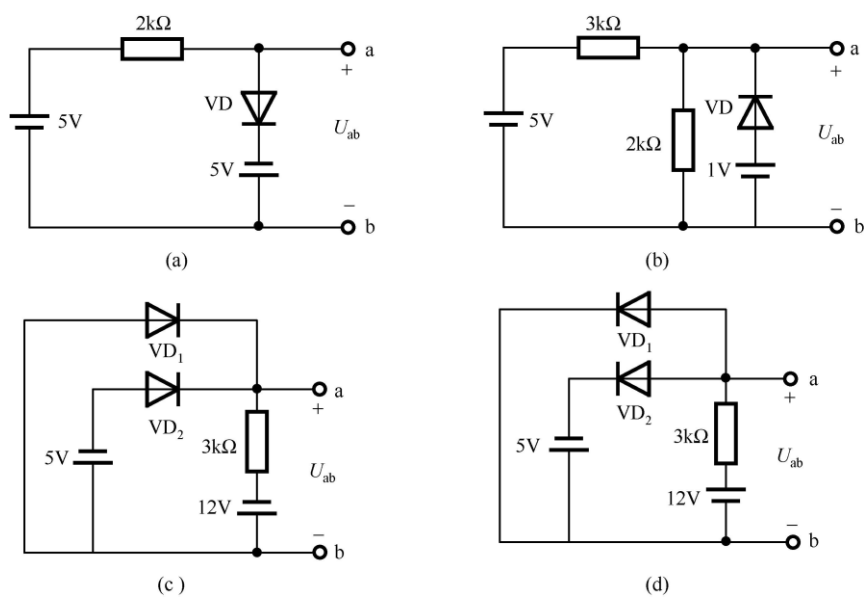 2kΩ
a
+
5V
VD
5V
U_ab
−
b
(a)
3kΩ
a
+
5V
2kΩ
VD
1V
U_ab
−
b
(b)
VD₁
VD₂
a
+
5V
3kΩ
12V
U_ab
−
b
(c )
VD₁
VD₂
a
+
5V
3kΩ
12V
U_ab
−
b
(d)